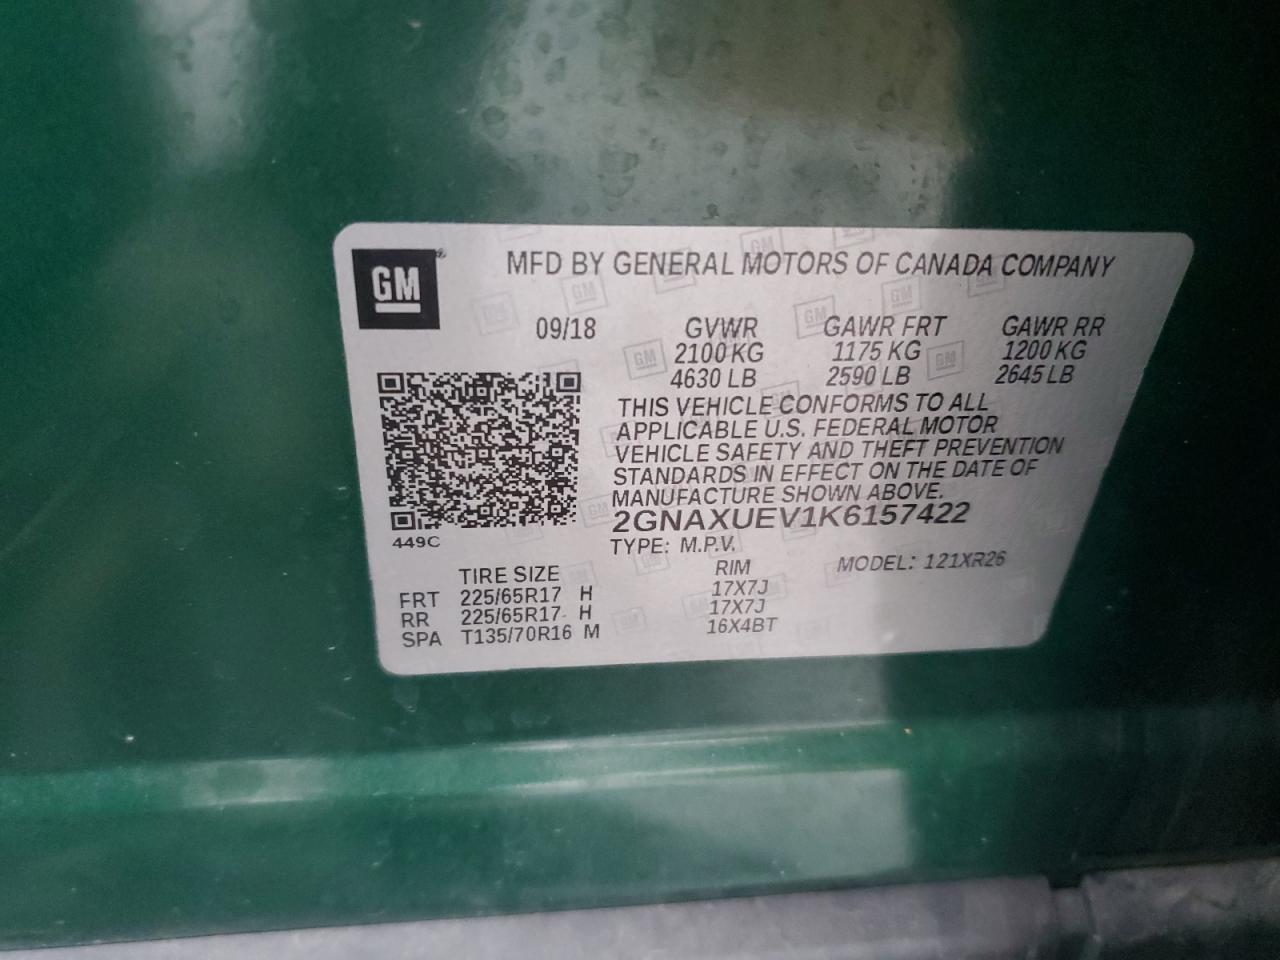 GM
MFD BY GENERAL MOTORS OF CANADA COMPANY
09/18 GVWR GAWR FRT GAWR RR
2100 KG 1175 KG 1200 KG
4630 LB 2590 LB 2645 LB
THIS VEHICLE CONFORMS TO ALL
APPLICABLE U.S. FEDERAL MOTOR
VEHICLE SAFETY AND THEFT PREVENTION
STANDARDS IN EFFECT ON THE DATE OF
MANUFACTURE SHOWN ABOVE.
2GNAXUEV1K6157422
449C
TYPE: M.P.V. MODEL: 121XR26
TIRE SIZE RIM
FRT 225/65R17 H 17X7J
RR 225/65R17 H 17X7J
SPA T135/70R16 M 16X4BT